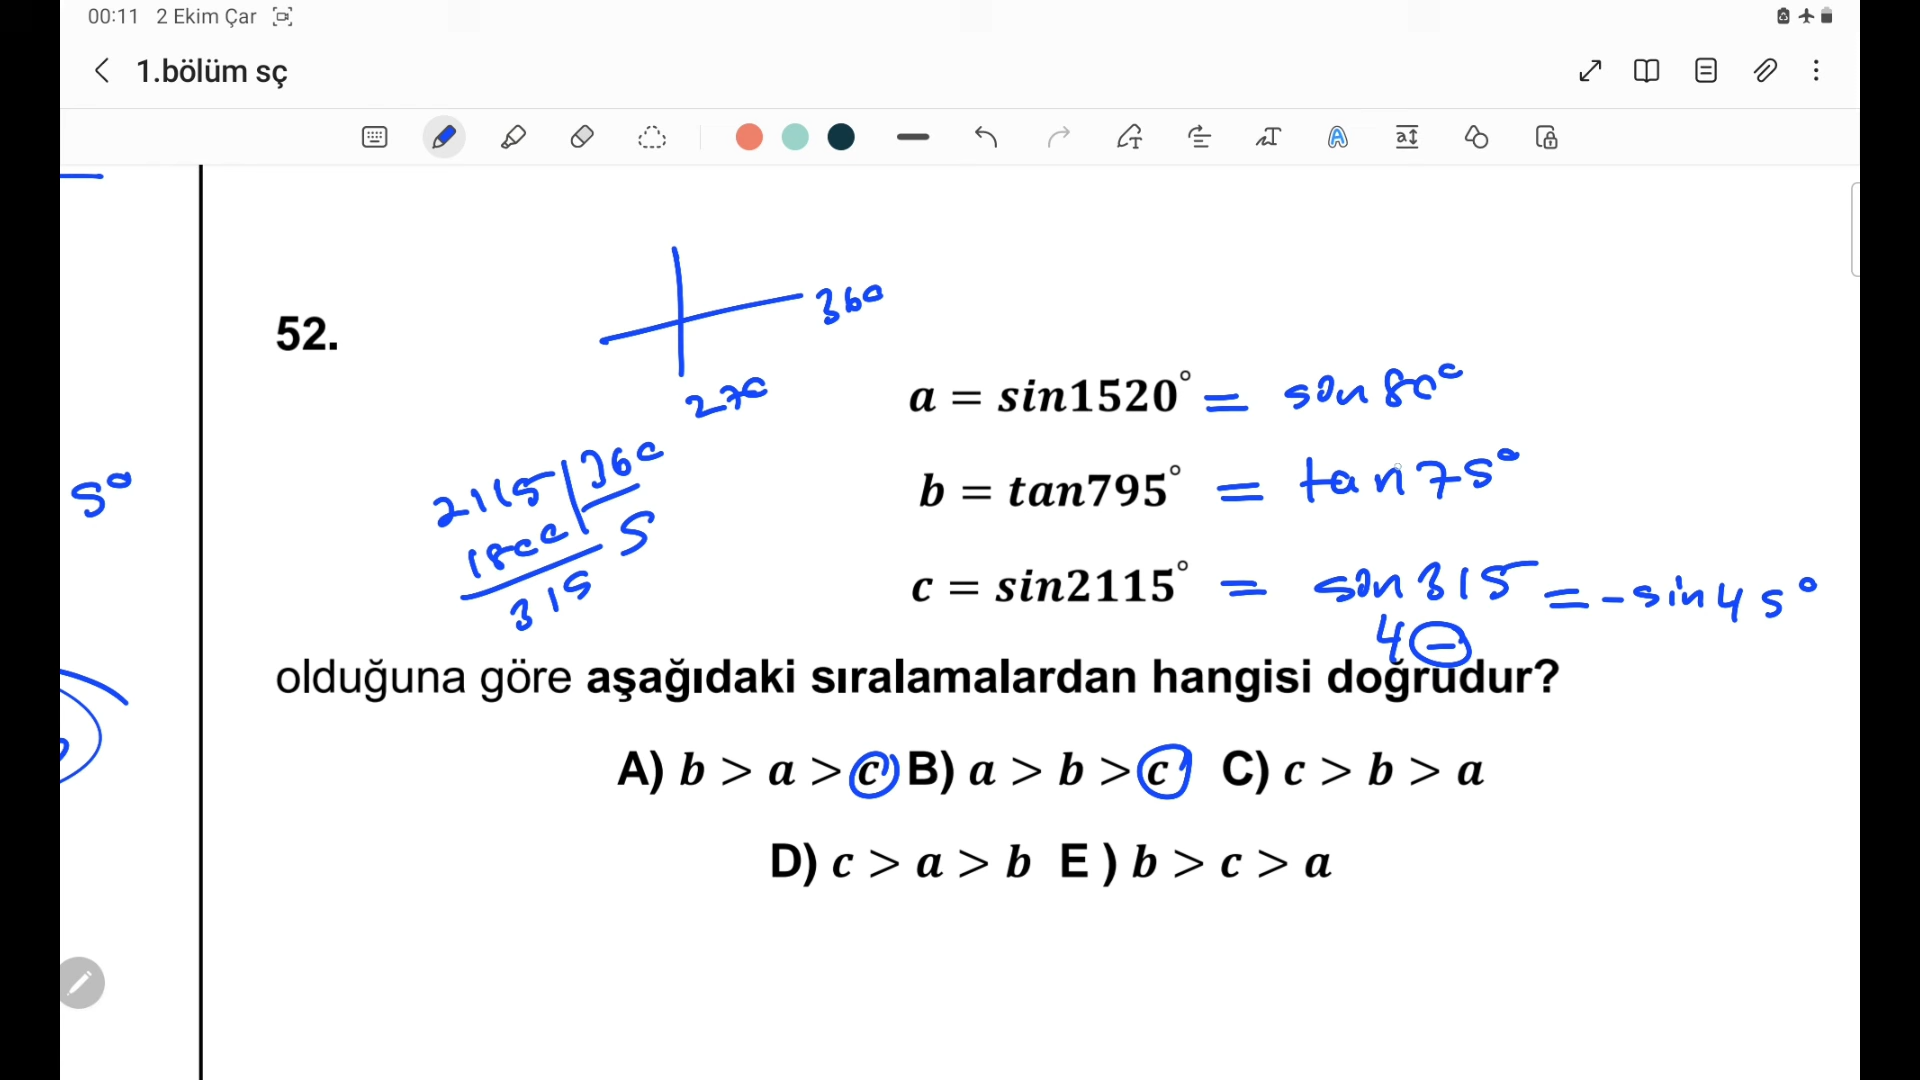 00:11 2 Ekim Çar
1.bölüm sç
5°
360
270
52.
a = sin1520° = sin 80°
b = tan795° = tan 75°
c = sin2115° = sin 315 = -sin 45°
4 -
2115 360
1800 5
315
olduğuna göre aşağıdaki sıralamalardan hangisi doğrudur?
A) b > a > c B) a > b > c C) c > b > a
D) c > a > b E ) b > c > a